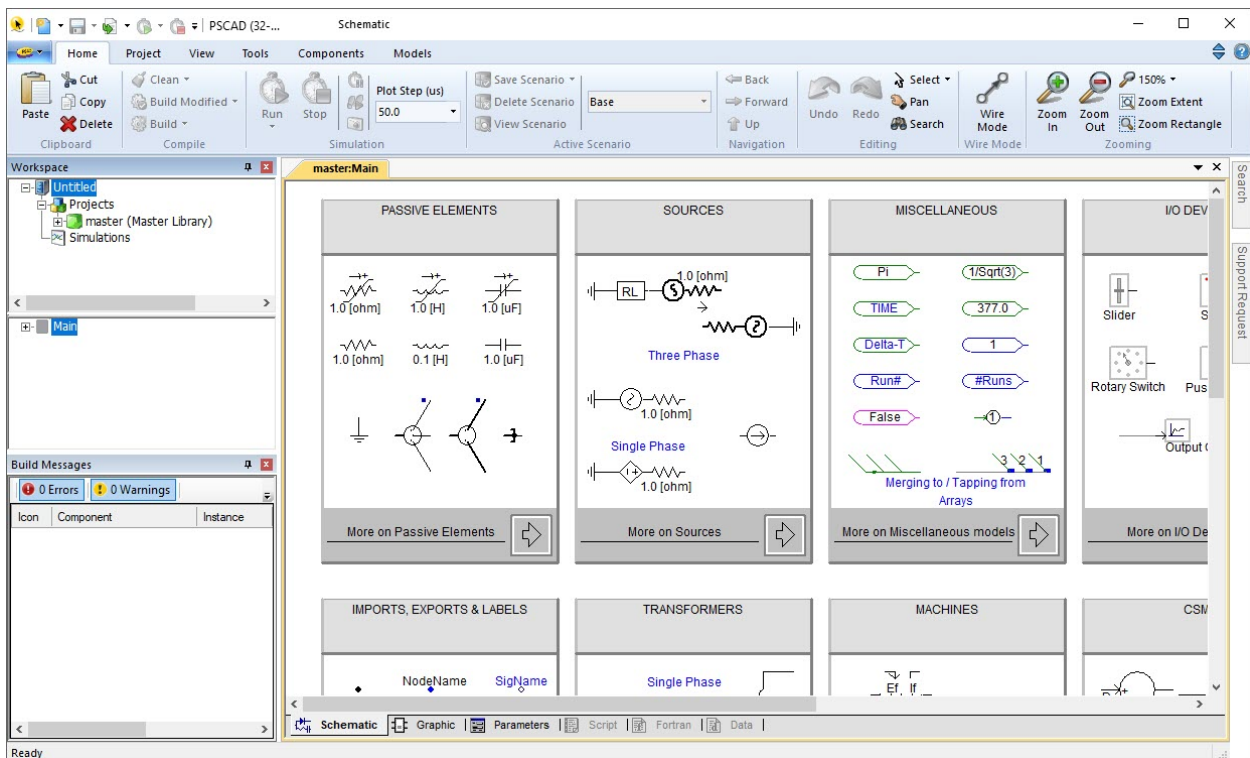 PSCAD (32-... Schematic
Home Project View Tools Components Models
Paste Cut Copy Delete
Clipboard
Clean
Build Modified
Build
Compile
Run Stop
Plot Step (us)
50.0
Simulation
Save Scenario
Delete Scenario
View Scenario
Base
Active Scenario
Back
Forward
Up
Navigation
Undo Redo
Select
Pan
Search
Editing
Wire Mode
Wire Mode
Zoom In
Zoom Out
150%
Zoom Extent
Zoom Rectangle
Zooming
Workspace
Untitled
Projects
master (Master Library)
Simulations
Main
Build Messages
0 Errors 0 Warnings
Icon Component Instance
master:Main
PASSIVE ELEMENTS
1.0 [ohm] 1.0 [H] 1.0 [uF]
1.0 [ohm] 0.1 [H] 1.0 [uF]
More on Passive Elements
SOURCES
1.0 [ohm]
RL
Three Phase
1.0 [ohm]
Single Phase
1.0 [ohm]
More on Sources
MISCELLANEOUS
Pi 1/Sqrt(3)
TIME 377.0
Delta-T 1
Run# #Runs
False 1
3 2 1
Merging to / Tapping from
Arrays
More on Miscellaneous models
I/O DEV
Slider S
Rotary Switch Pus
Output
More on I/O De
IMPORTS, EXPORTS & LABELS
NodeName SigName
TRANSFORMERS
Single Phase
MACHINES
Ef If
CSM
Search
Support Request
Schematic Graphic Parameters Script Fortran Data
Ready